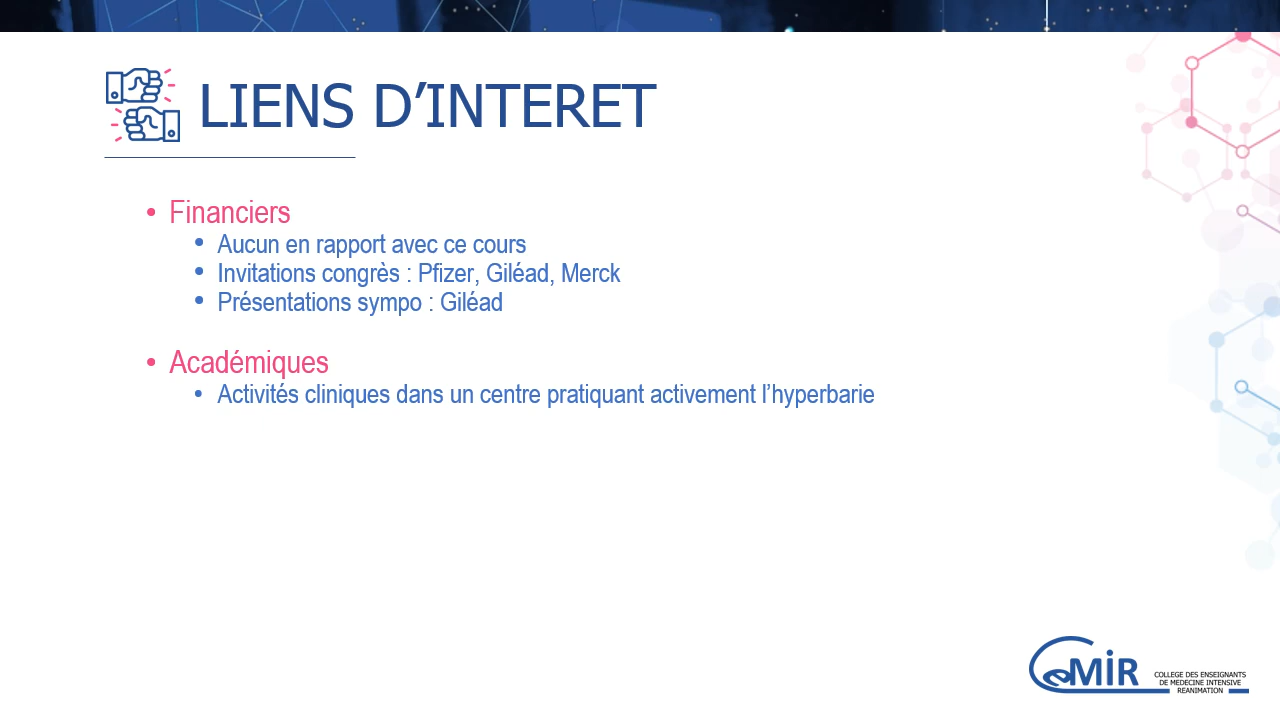 LIENS D’INTERET
• Financiers
• Aucun en rapport avec ce cours
• Invitations congrès : Pfizer, Giléad, Merck
• Présentations sympo : Giléad
• Académiques
• Activités cliniques dans un centre pratiquant activement l’hyperbarie
CeMIR
COLLEGE DES ENSEIGNANTS
DE MEDECINE INTENSIVE
REANIMATION